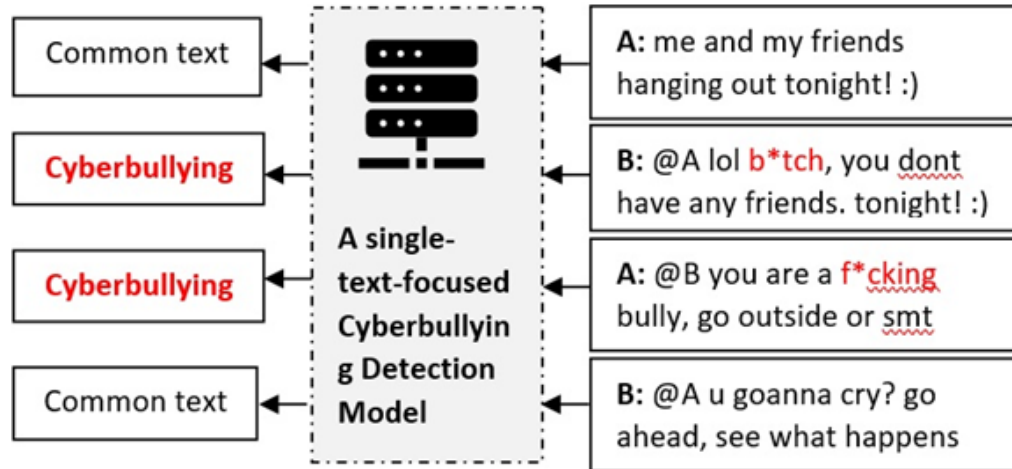 Common text
Cyberbullying
Cyberbullying
Common text
A single-
text-focused
Cyberbullyin
g Detection
Model
A: me and my friends
hanging out tonight! :)
B: @A lol b*tch, you dont
have any friends. tonight! :)
A: @B you are a f*cking
bully, go outside or smt
B: @A u goanna cry? go
ahead, see what happens